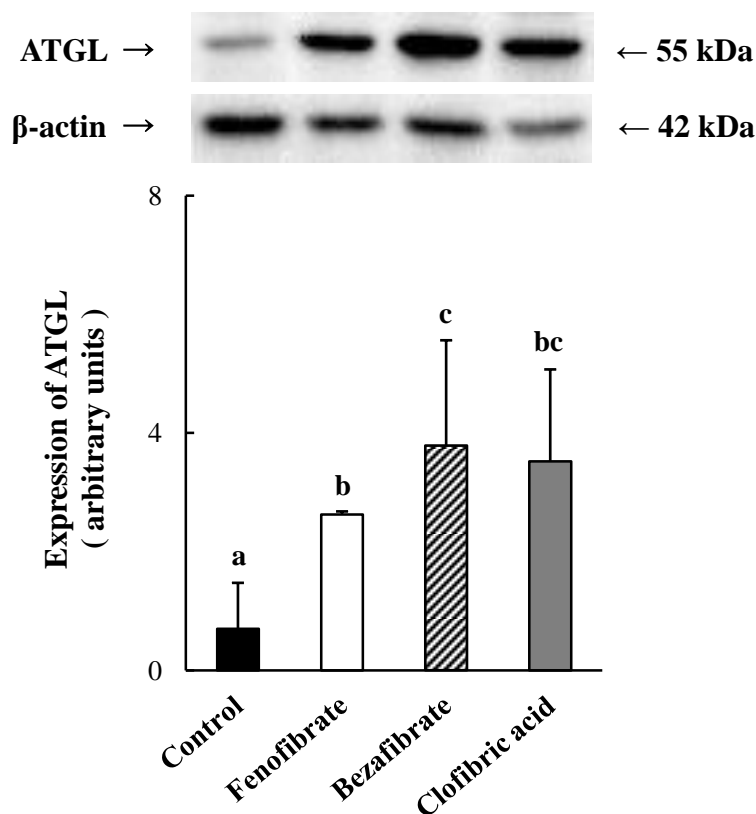 ATGL → ← 55 kDa
β-actin → ← 42 kDa
8
4
0
Expression of ATGL
( arbitrary units )
a
b
c
bc
Control
Fenofibrate
Bezafibrate
Clofibric acid